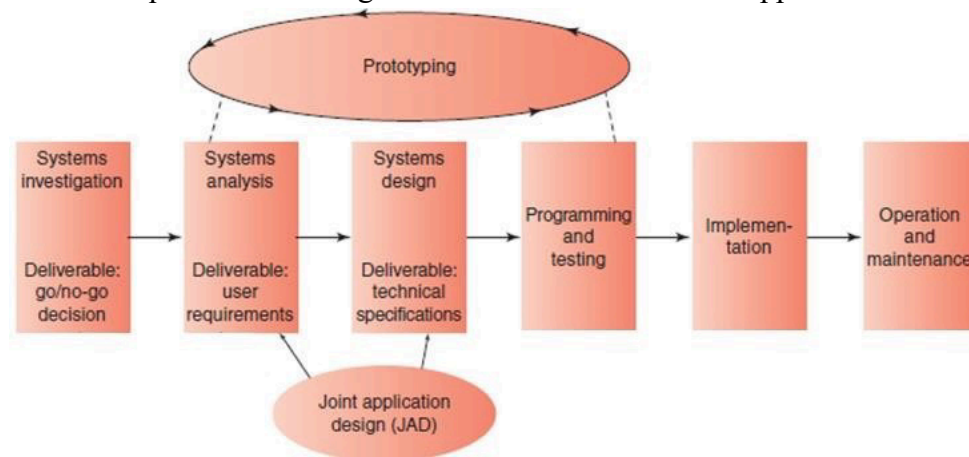 Prototyping
Systems
investigation
Deliverable:
go/no-go
decision
Systems
analysis
Deliverable:
user
requirements
Systems
design
Deliverable:
technical
specifications
Programming
and
testing
Implemen-
tation
Operation
and
maintenance
Joint application
design (JAD)